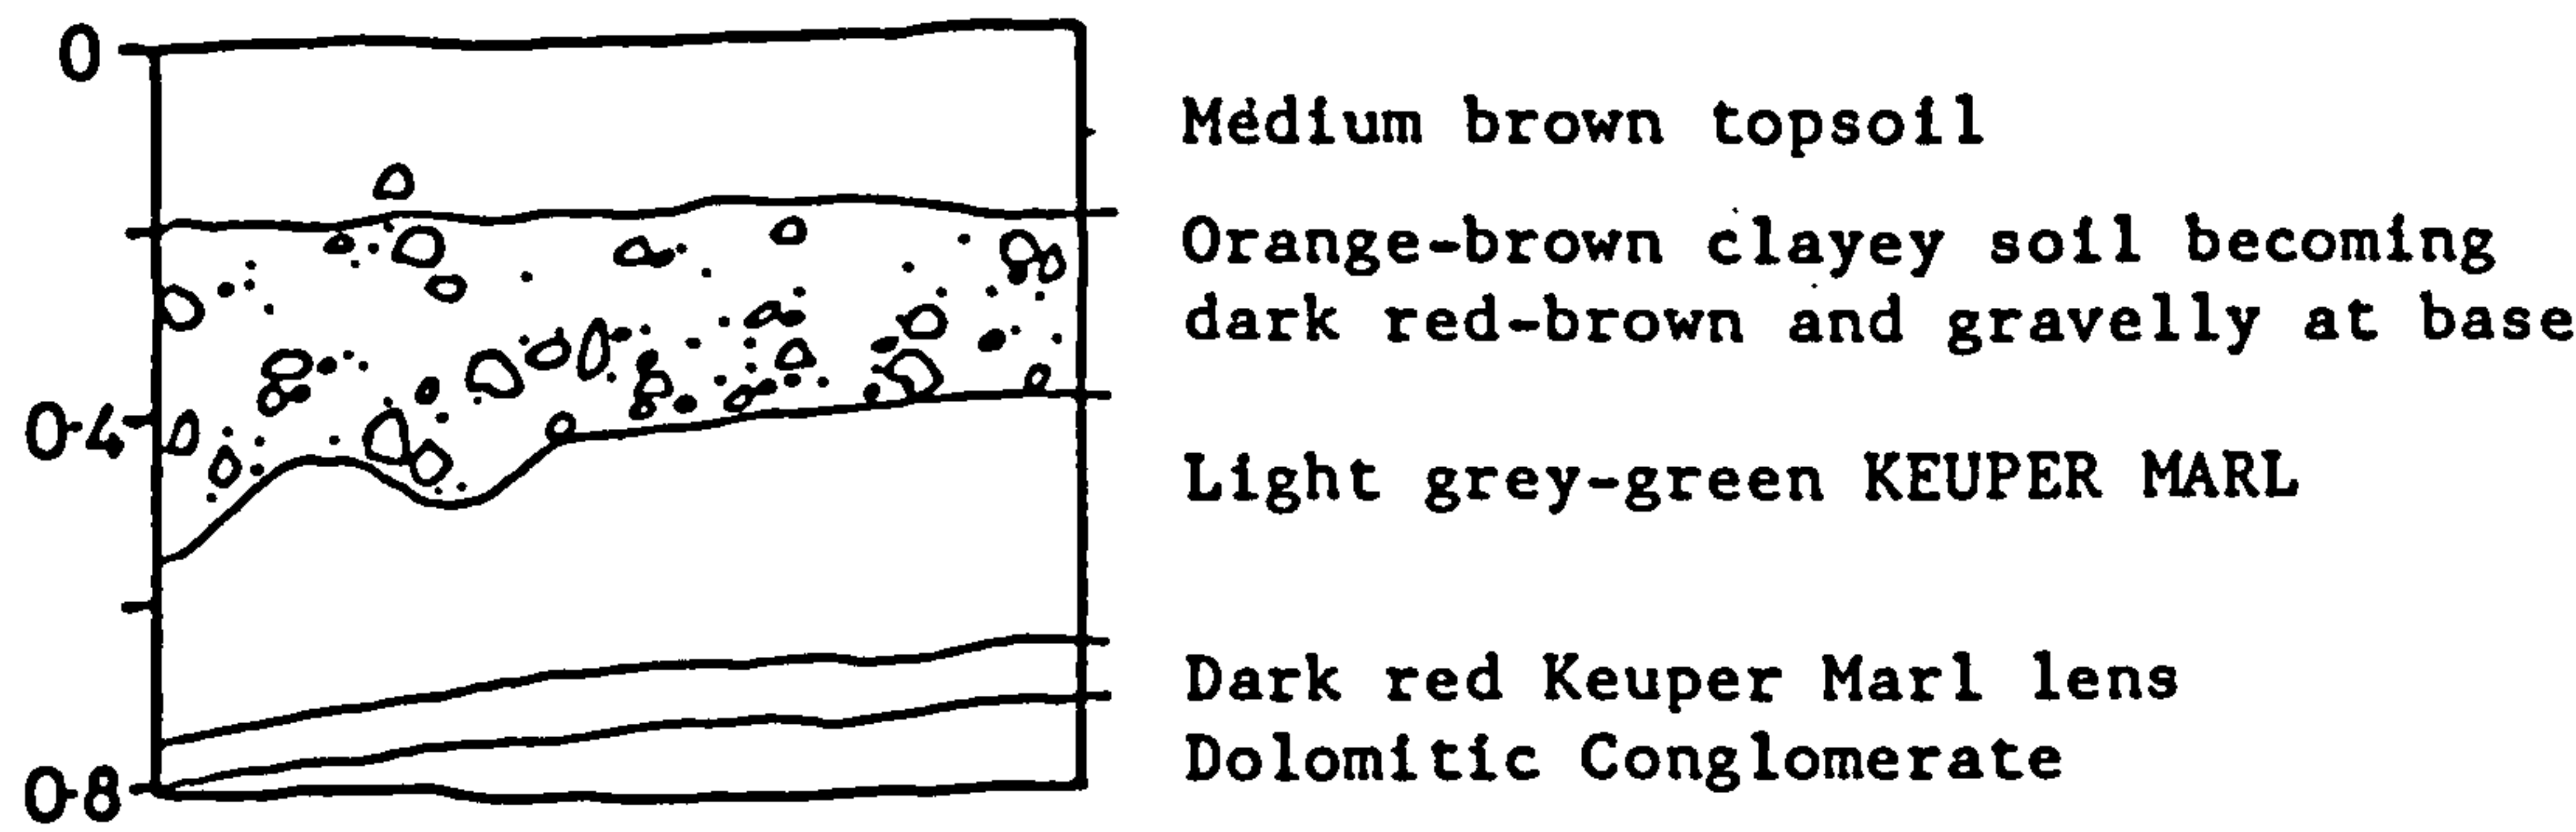 0
Medium brown topsoil
Orange-brown clayey soil becoming
dark red-brown and gravelly at base
0·4
Light grey-green KEUPER MARL
Dark red Keuper Marl lens
Dolomitic Conglomerate
0·8